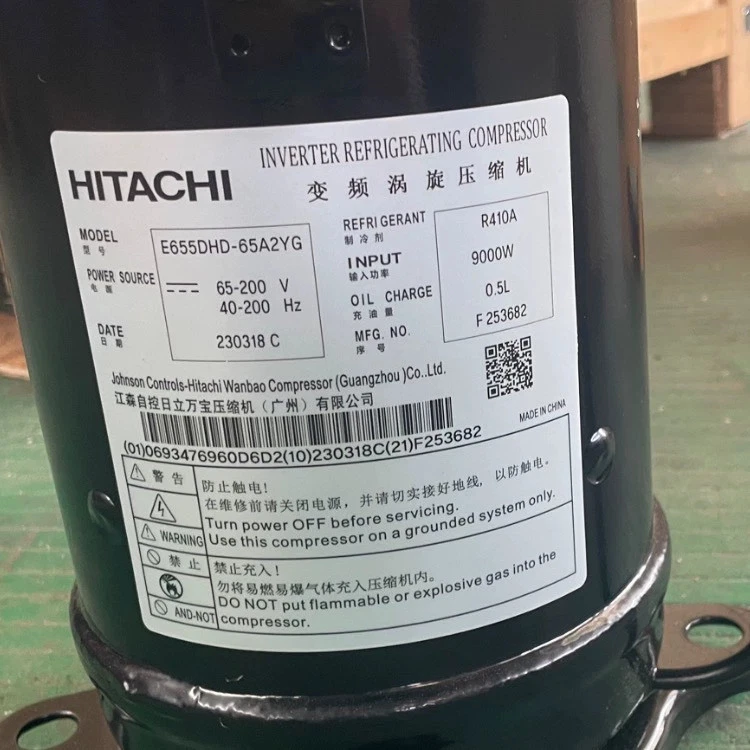 INVERTER REFRIGERATING COMPRESSOR
HITACHI
变频涡旋压缩机
MODEL
型号
E655DHD-65A2YG
POWER SOURCE
电源
65-200 V
40-200 Hz
DATE
日期
230318 C
REFRIGERANT
制冷剂
R410A
INPUT
输入功率
9000W
OIL CHARGE
充油量
0.5L
MFG. NO.
序号
F 253682
Johnson Controls-Hitachi Wanbao Compressor (Guangzhou )Co.,Ltd.
江森自控日立万宝压缩机（广州）有限公司
MADE IN CHINA
(01)0693476960D6D2(10)230318C(21)F253682
警告
防止触电!
在维修前请关闭电源，并请切实接好地线，以防触电。
Turn power OFF before servicing.
WARNING
Use this compressor on a grounded system only.
禁止
禁止充入!
勿将易燃易爆气体充入压缩机内。
DO NOT put flammable or explosive gas into the
AND-NOT
compressor.